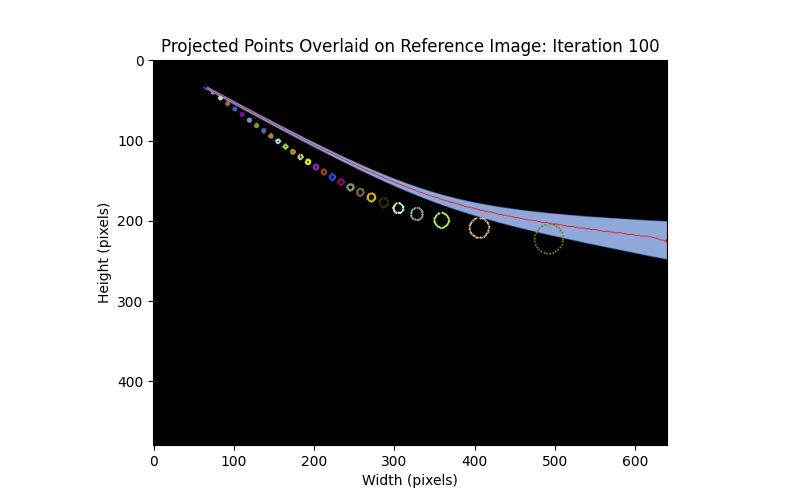 Projected Points Overlaid on Reference Image: Iteration 100
0
100
200
300
400
Height (pixels)
0 100 200 300 400 500 600
Width (pixels)